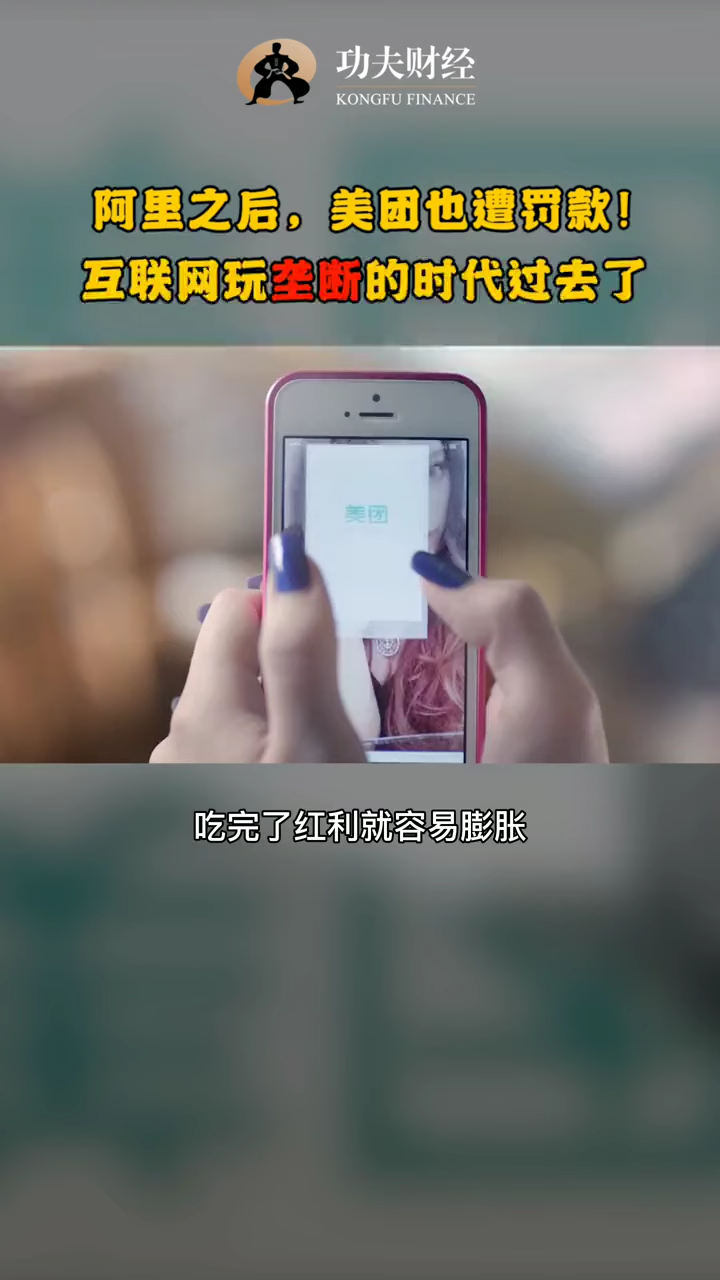 功夫财经
KONGFU FINANCE
阿里之后，美团也遭罚款！
互联网玩垄断的时代过去了
美团
吃完了红利就容易膨胀